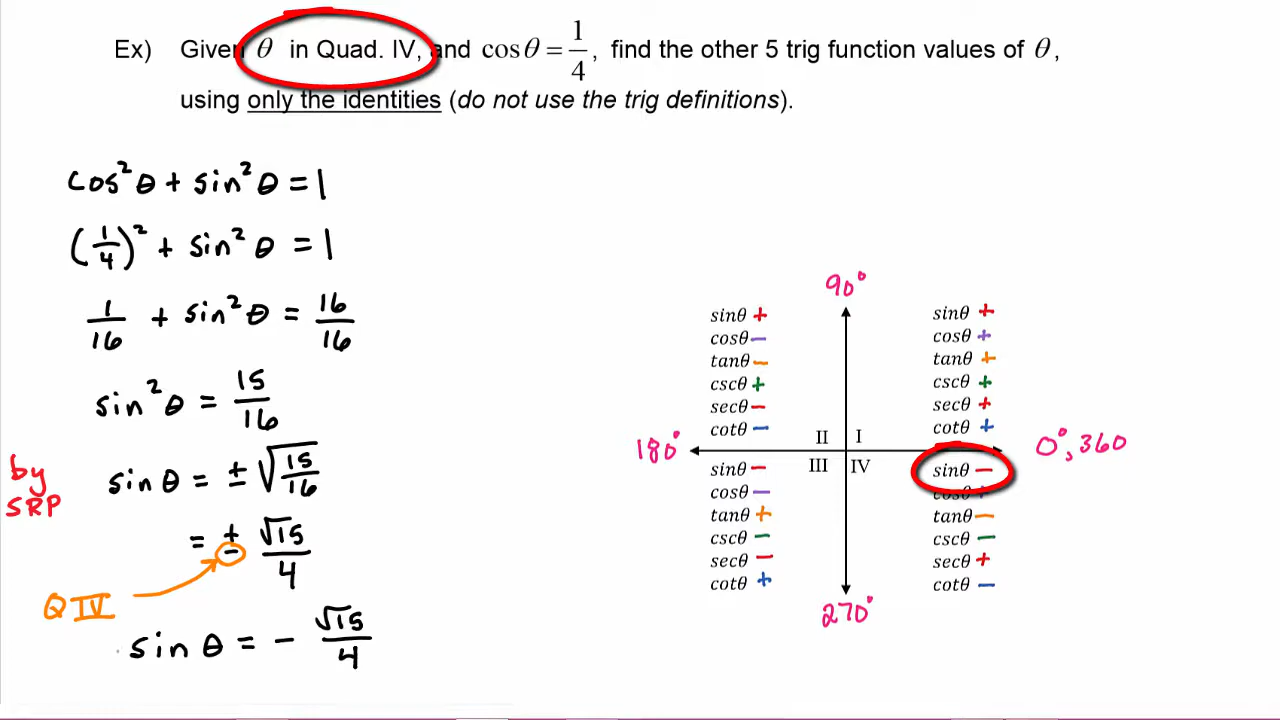 Ex) Given θ in Quad. IV, and cosθ = 1/4, find the other 5 trig function values of θ,
using only the identities (do not use the trig definitions).
cos²θ + sin²θ = 1
(1/4)² + sin²θ = 1
1/16 + sin²θ = 16/16
sin²θ = 15/16
by
SRP
sinθ = ± √(15/16)
= ± √15/4
QIV
sinθ = - √15/4
90°
sinθ +
cosθ −
tanθ −
cscθ +
secθ −
cotθ −
sinθ +
cosθ +
tanθ +
cscθ +
secθ +
cotθ +
II I
180°
0°, 360
III IV
sinθ −
cosθ −
tanθ +
cscθ −
secθ −
cotθ +
sinθ −
cosθ +
tanθ −
cscθ −
secθ +
cotθ −
270°